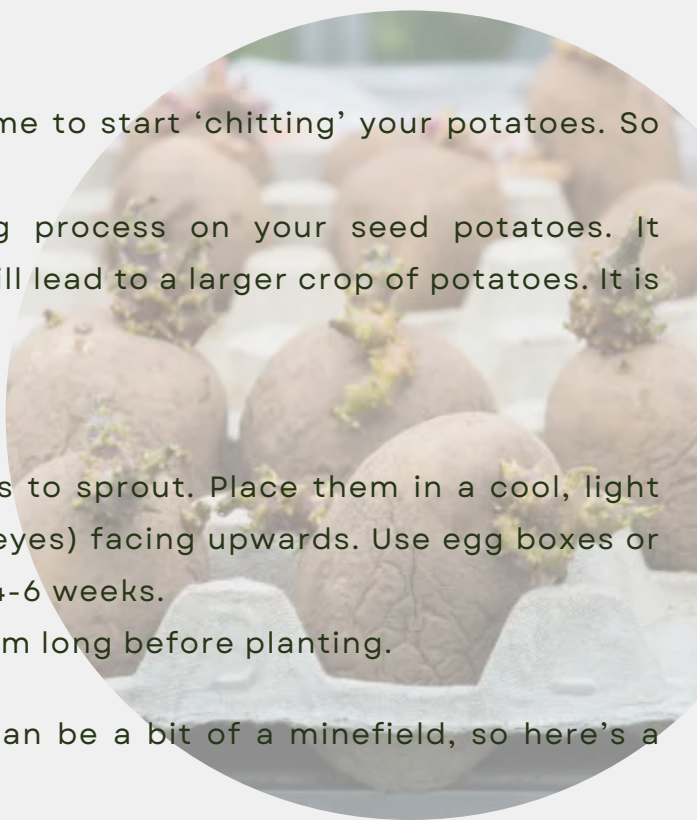 me to start ‘chitting’ your potatoes. So
g process on your seed potatoes. It
ill lead to a larger crop of potatoes. It is
s to sprout. Place them in a cool, light
eyes) facing upwards. Use egg boxes or
4-6 weeks.
m long before planting.
an be a bit of a minefield, so here’s a